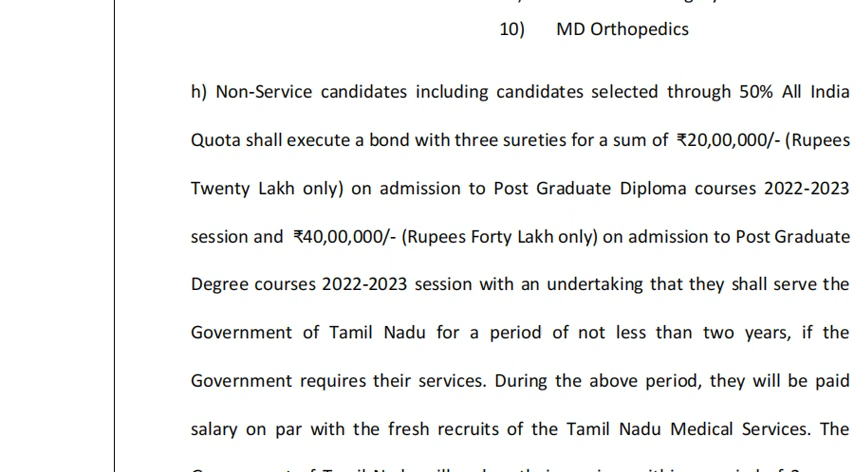 10) MD Orthopedics
h) Non-Service candidates including candidates selected through 50% All India
Quota shall execute a bond with three sureties for a sum of ₹20,00,000/- (Rupees
Twenty Lakh only) on admission to Post Graduate Diploma courses 2022-2023
session and ₹40,00,000/- (Rupees Forty Lakh only) on admission to Post Graduate
Degree courses 2022-2023 session with an undertaking that they shall serve the
Government of Tamil Nadu for a period of not less than two years, if the
Government requires their services. During the above period, they will be paid
salary on par with the fresh recruits of the Tamil Nadu Medical Services. The